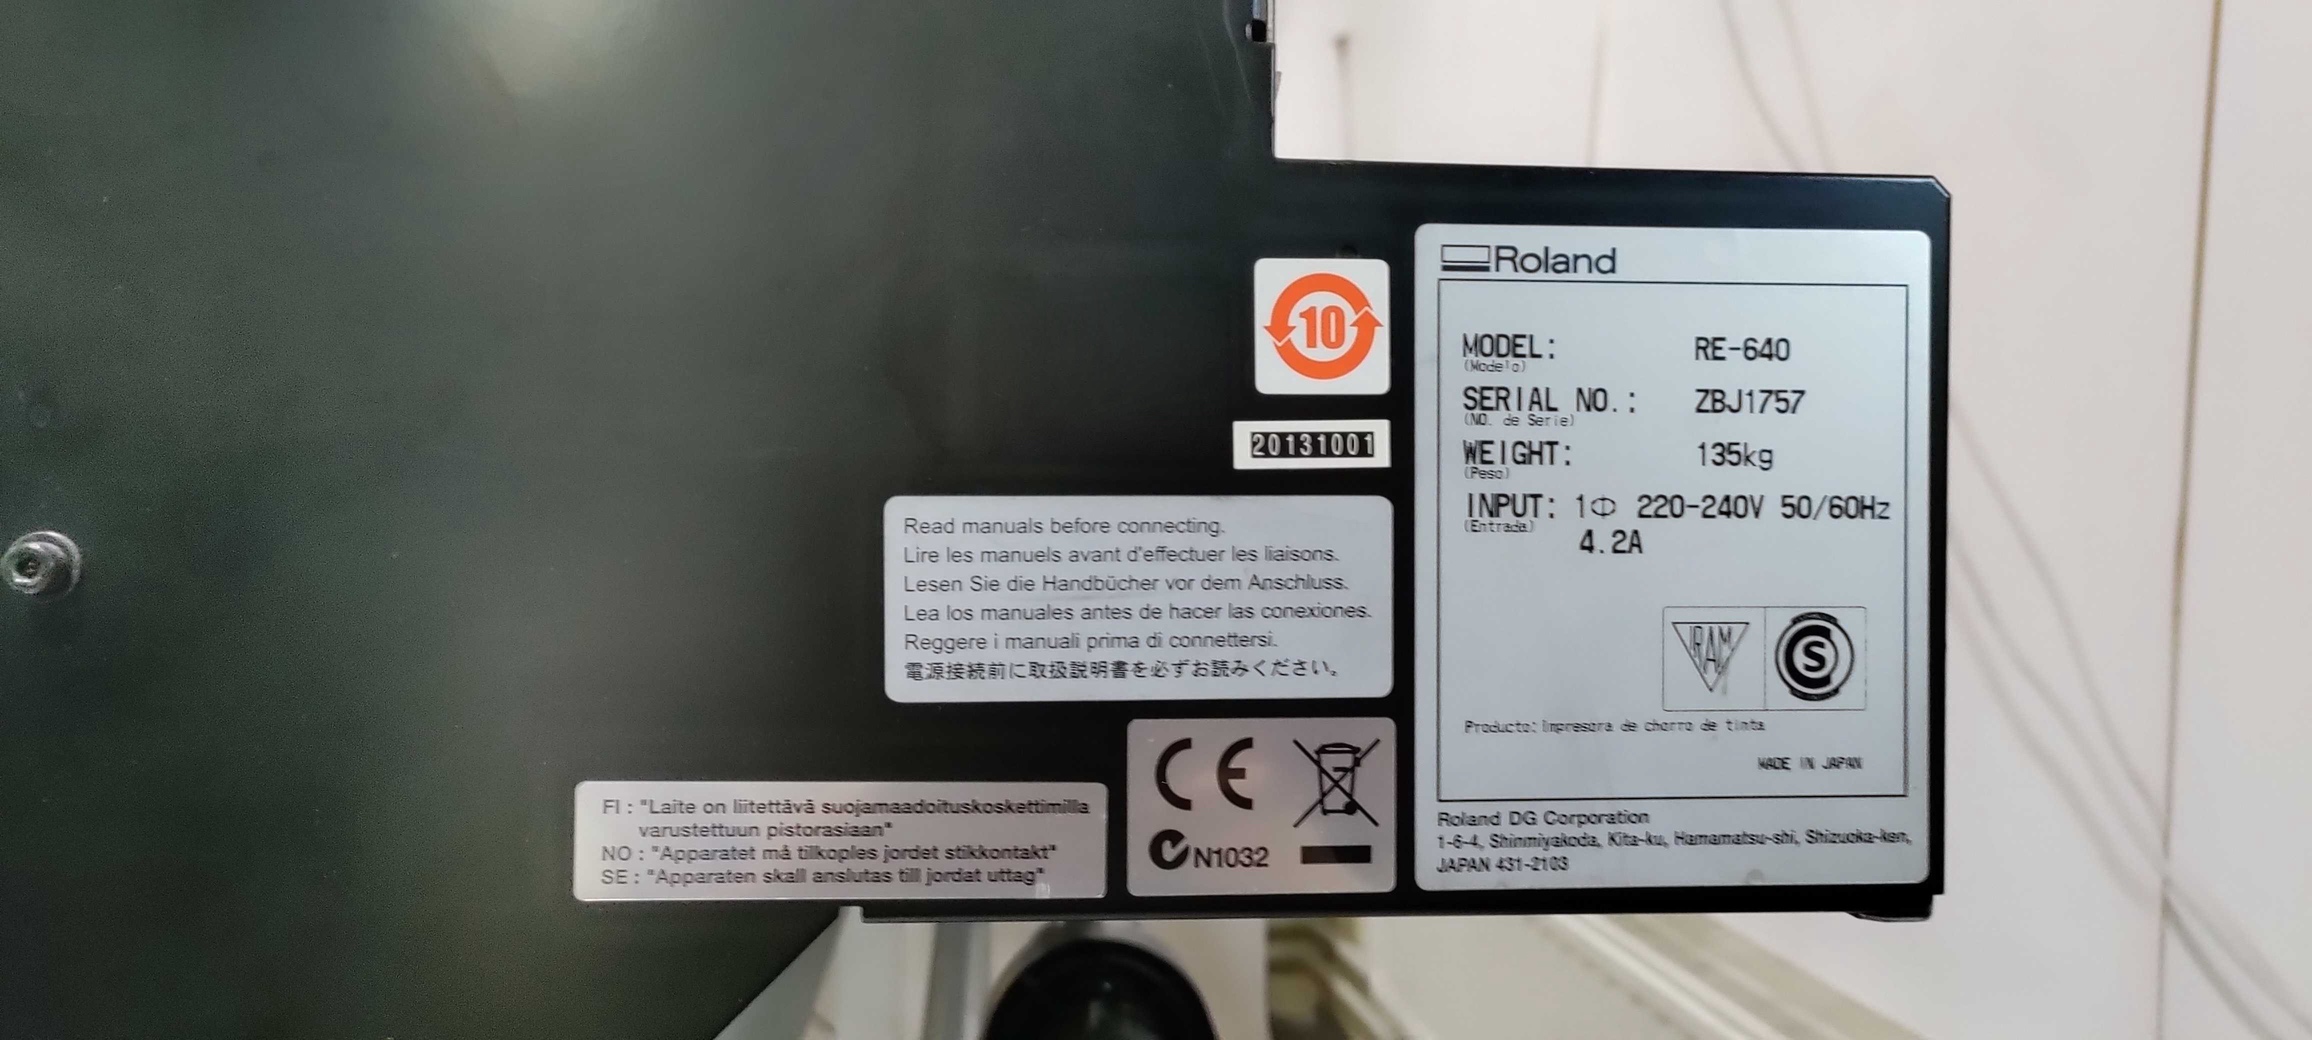 Roland
MODEL: RE-640
(Modelo)
SERIAL NO.: ZBJ1757
(NO. de Serie)
WEIGHT: 135kg
(Peso)
INPUT: 1Φ 220-240V 50/60Hz
(Entrada)
4.2A
IRAM
S
Producto: Impresora de chorro de tinta
MADE IN JAPAN
Roland DG Corporation
1-6-4, Shinmiyakoda, Kita-ku, Hamamatsu-shi, Shizuoka-ken,
JAPAN 431-2103
10
20131001
Read manuals before connecting.
Lire les manuels avant d'effectuer les liaisons.
Lesen Sie die Handbücher vor dem Anschluss.
Lea los manuales antes de hacer las conexiones.
Reggere i manuali prima di connettersi.
電源接続前に取扱説明書を必ずお読みください。
CE
N1032
FI : "Laite on liitettävä suojamaadoituskoskettimilla
varustettuun pistorasiaan"
NO : "Apparatet må tilkoples jordet stikkontakt"
SE : "Apparaten skall anslutas till jordat uttag"